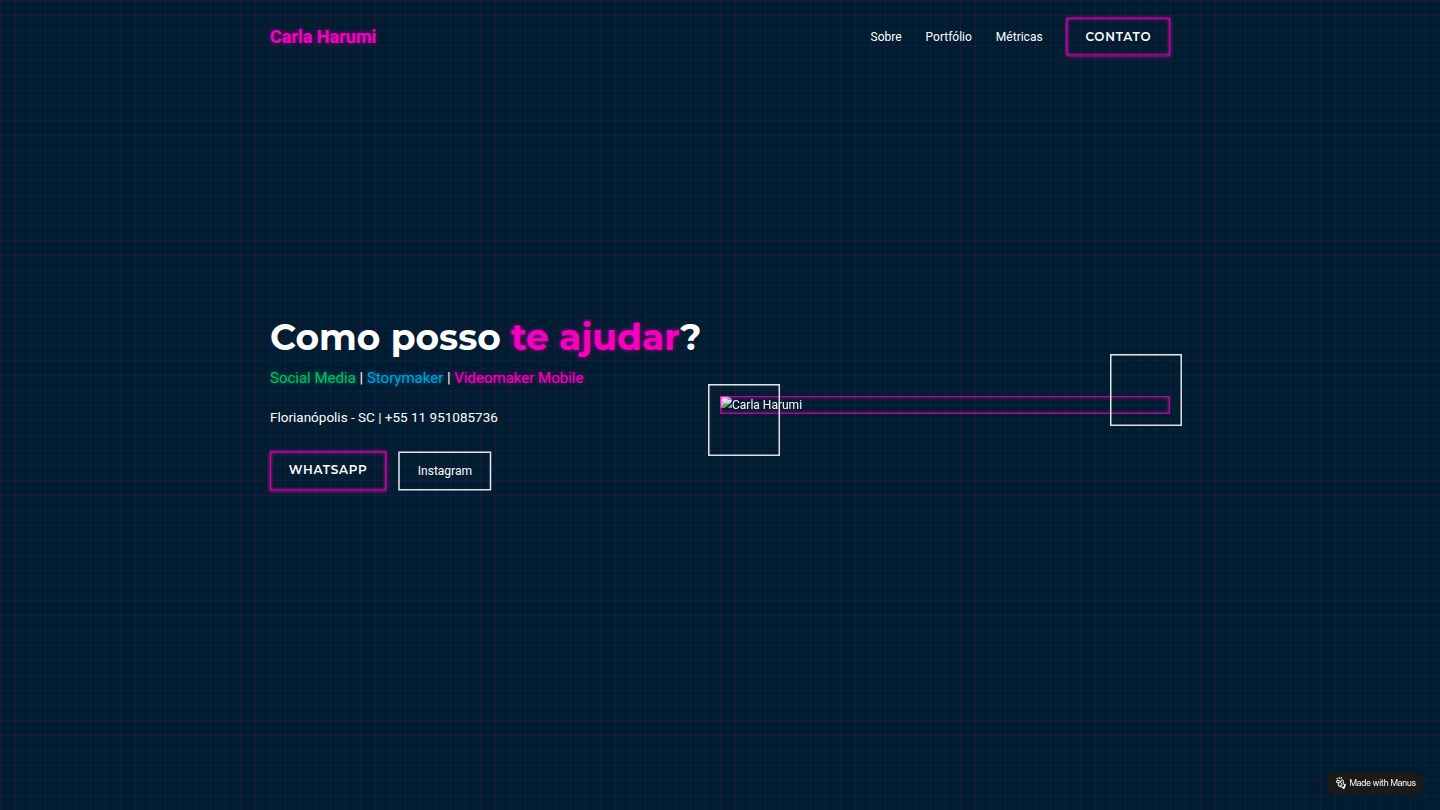 Carla Harumi
Sobre Portfólio Métricas CONTATO
Como posso te ajudar?
Social Media | Storymaker | Videomaker Mobile
Florianópolis - SC | +55 11 951085736
WHATSAPP Instagram
Carla Harumi
Made with Manus